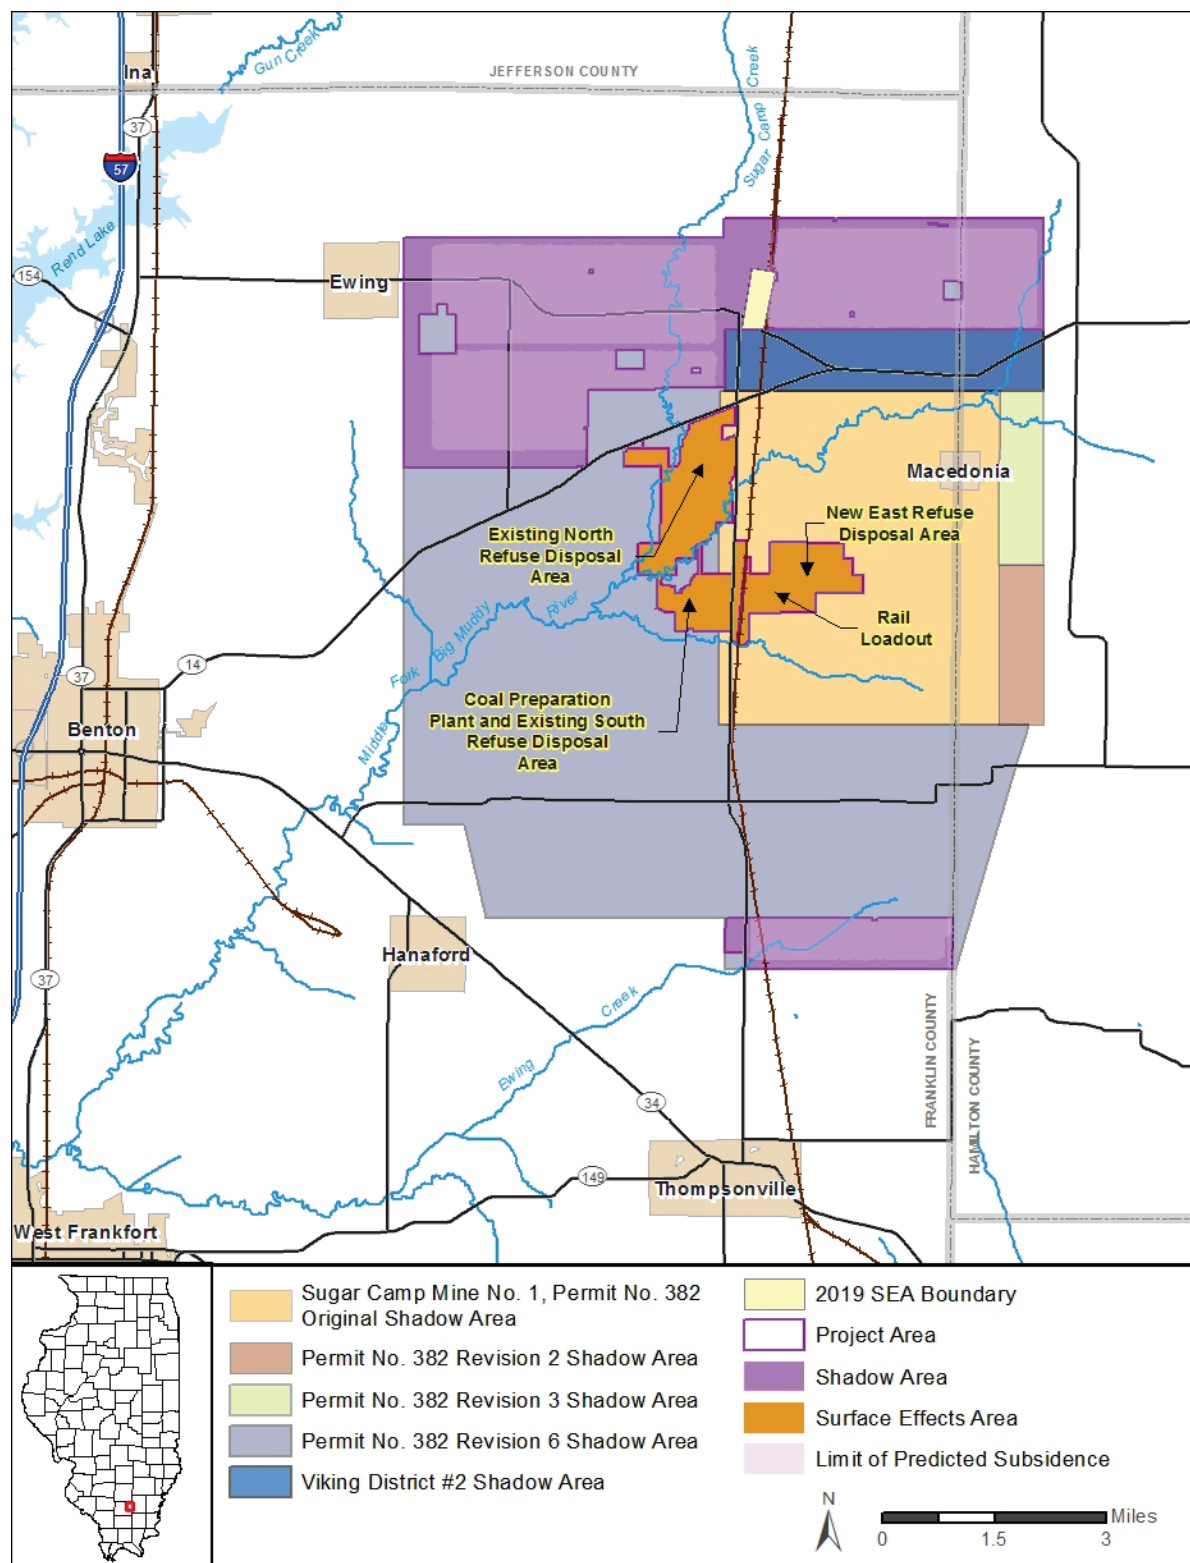 JEFFERSON COUNTY
Gun Creek
Ina
Sugar Camp Creek
37
57
Rend Lake
154
Ewing
Macedonia
New East Refuse
Disposal Area
Existing North
Refuse Disposal
Area
Rail
Loadout
Middle Fork Big Muddy River
14
37
Coal Preparation
Plant and Existing South
Refuse Disposal
Area
Benton
Hanaford
37
Ewing Creek
FRANKLIN COUNTY
HAMILTON COUNTY
34
149
Thompsonville
West Frankfort
Sugar Camp Mine No. 1, Permit No. 382
Original Shadow Area
Permit No. 382 Revision 2 Shadow Area
Permit No. 382 Revision 3 Shadow Area
Permit No. 382 Revision 6 Shadow Area
Viking District #2 Shadow Area
2019 SEA Boundary
Project Area
Shadow Area
Surface Effects Area
Limit of Predicted Subsidence
N
Miles
0 1.5 3